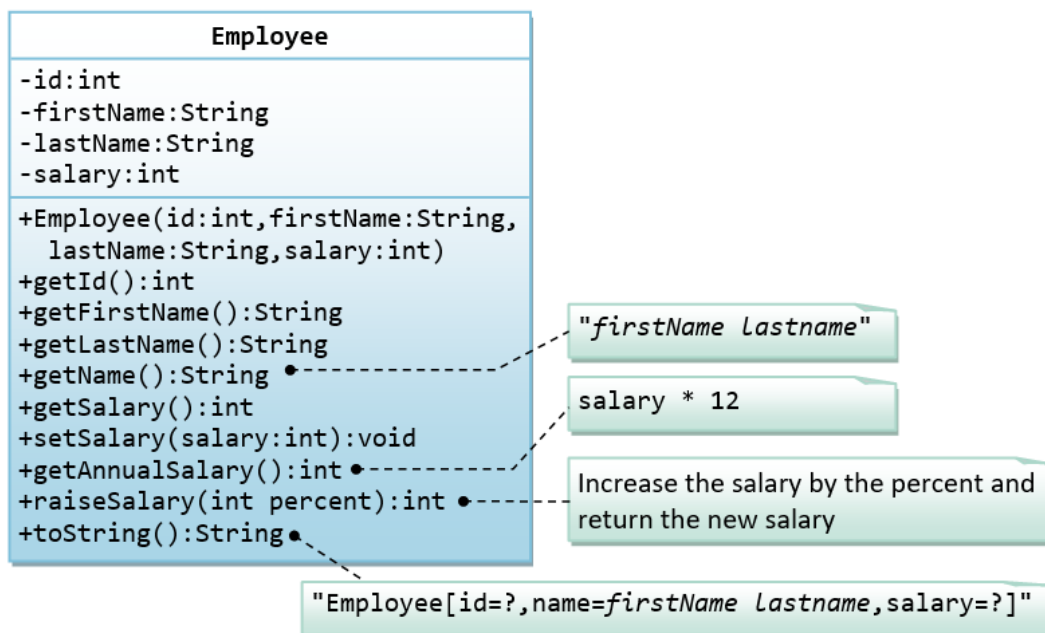 Employee
-id:int
-firstName:String
-lastName:String
-salary:int
+Employee(id:int,firstName:String,
lastName:String,salary:int)
+getId():int
+getFirstName():String
+getLastName():String
+getName():String
+getSalary():int
+setSalary(salary:int):void
+getAnnualSalary():int
+raiseSalary(int percent):int
+toString():String
"firstName lastname"
salary * 12
Increase the salary by the percent and
return the new salary
"Employee[id=?,name=firstName lastname,salary=?]"